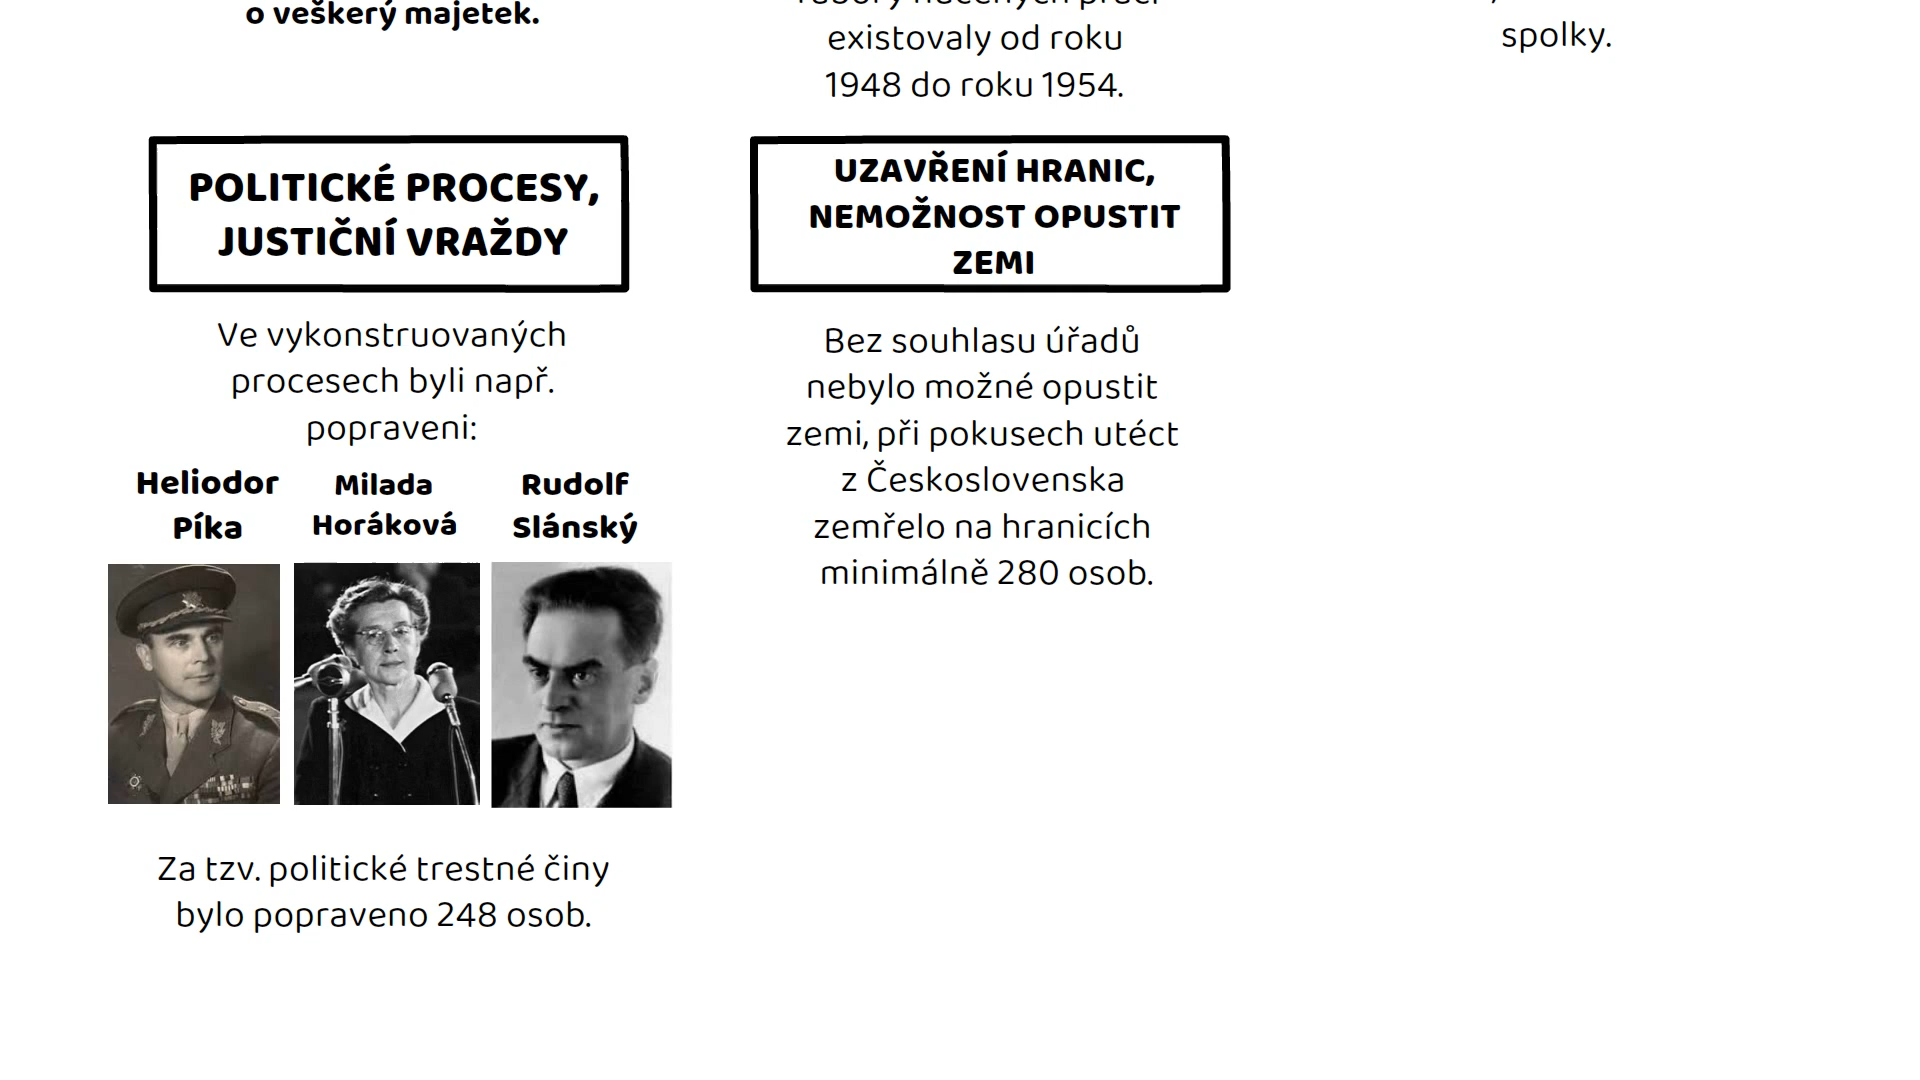 o veškerý majetek.
existovaly od roku
1948 do roku 1954.
spolky.
POLITICKÉ PROCESY,
JUSTIČNÍ VRAŽDY
Ve vykonstruovaných
procesech byli např.
popraveni:
Heliodor
Píka
Milada
Horáková
Rudolf
Slánský
Za tzv. politické trestné činy
bylo popraveno 248 osob.
UZAVŘENÍ HRANIC,
NEMOŽNOST OPUSTIT
ZEMI
Bez souhlasu úřadů
nebylo možné opustit
zemi, při pokusech utéct
z Československa
zemřelo na hranicích
minimálně 280 osob.